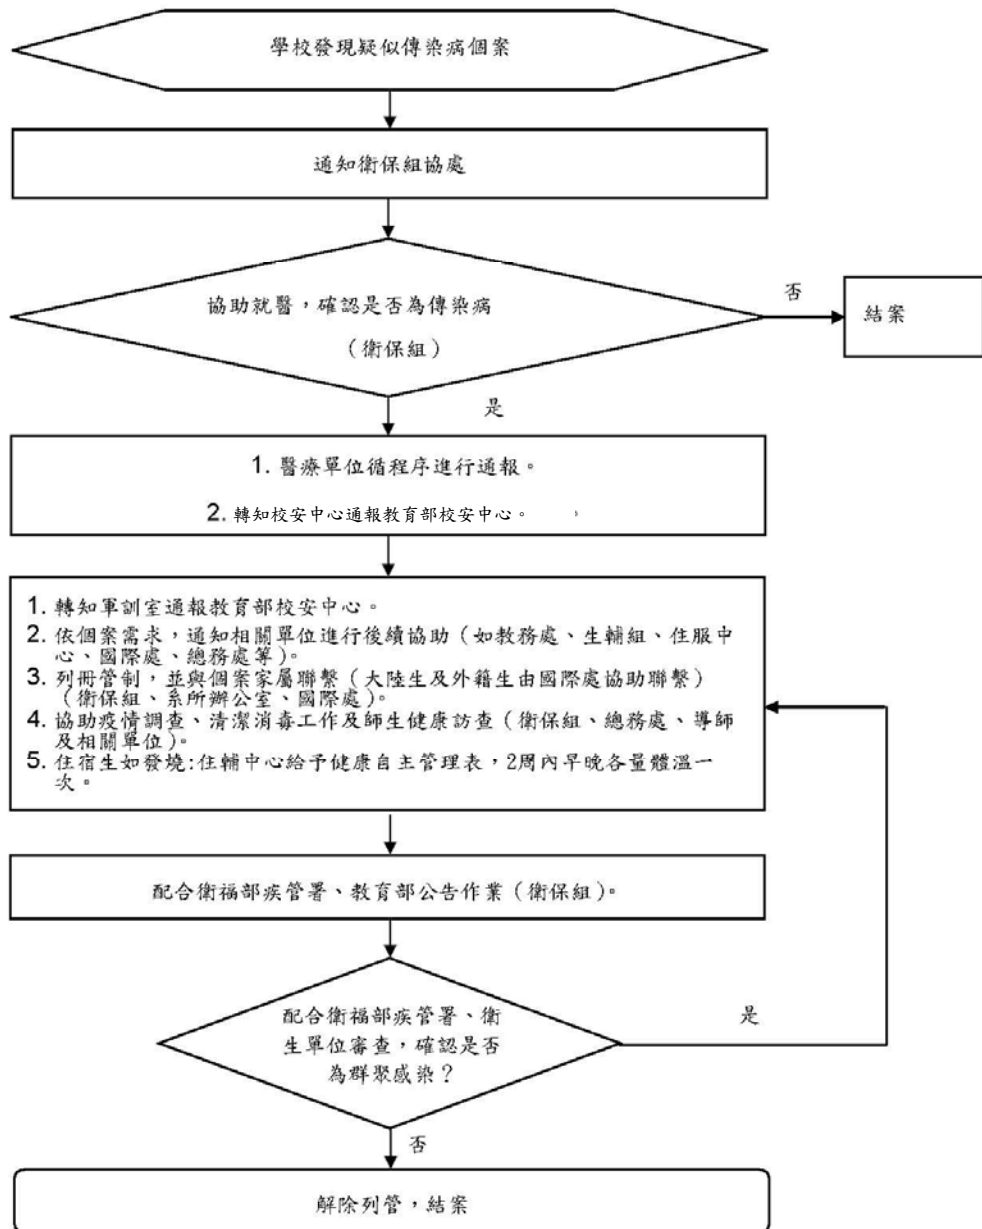 學校發現疑似傳染病個案
通知衛保組協處
協助就醫，確認是否為傳染病
（衛保組）
否
結案
是
1. 醫療單位循程序進行通報。
2. 轉知校安中心通報教育部校安中心。
1. 轉知軍訓室通報教育部校安中心。
2. 依個案需求，通知相關單位進行後續協助（如教務處、生輔組、住服中
心、國際處、總務處等）。
3. 列冊管制，並與個案家屬聯繫（大陸生及外籍生由國際處協助聯繫）
（衛保組、系所辦公室、國際處）。
4. 協助疫情調查、清潔消毒工作及師生健康訪查（衛保組、總務處、導師
及相關單位）。
5. 住宿生如發燒:住輔中心給予健康自主管理表，2周內早晚各量體溫一
次。
配合衛福部疾管署、教育部公告作業（衛保組）。
配合衛福部疾管署、衛
生單位審查，確認是否
為群聚感染？
是
否
解除列管，結案